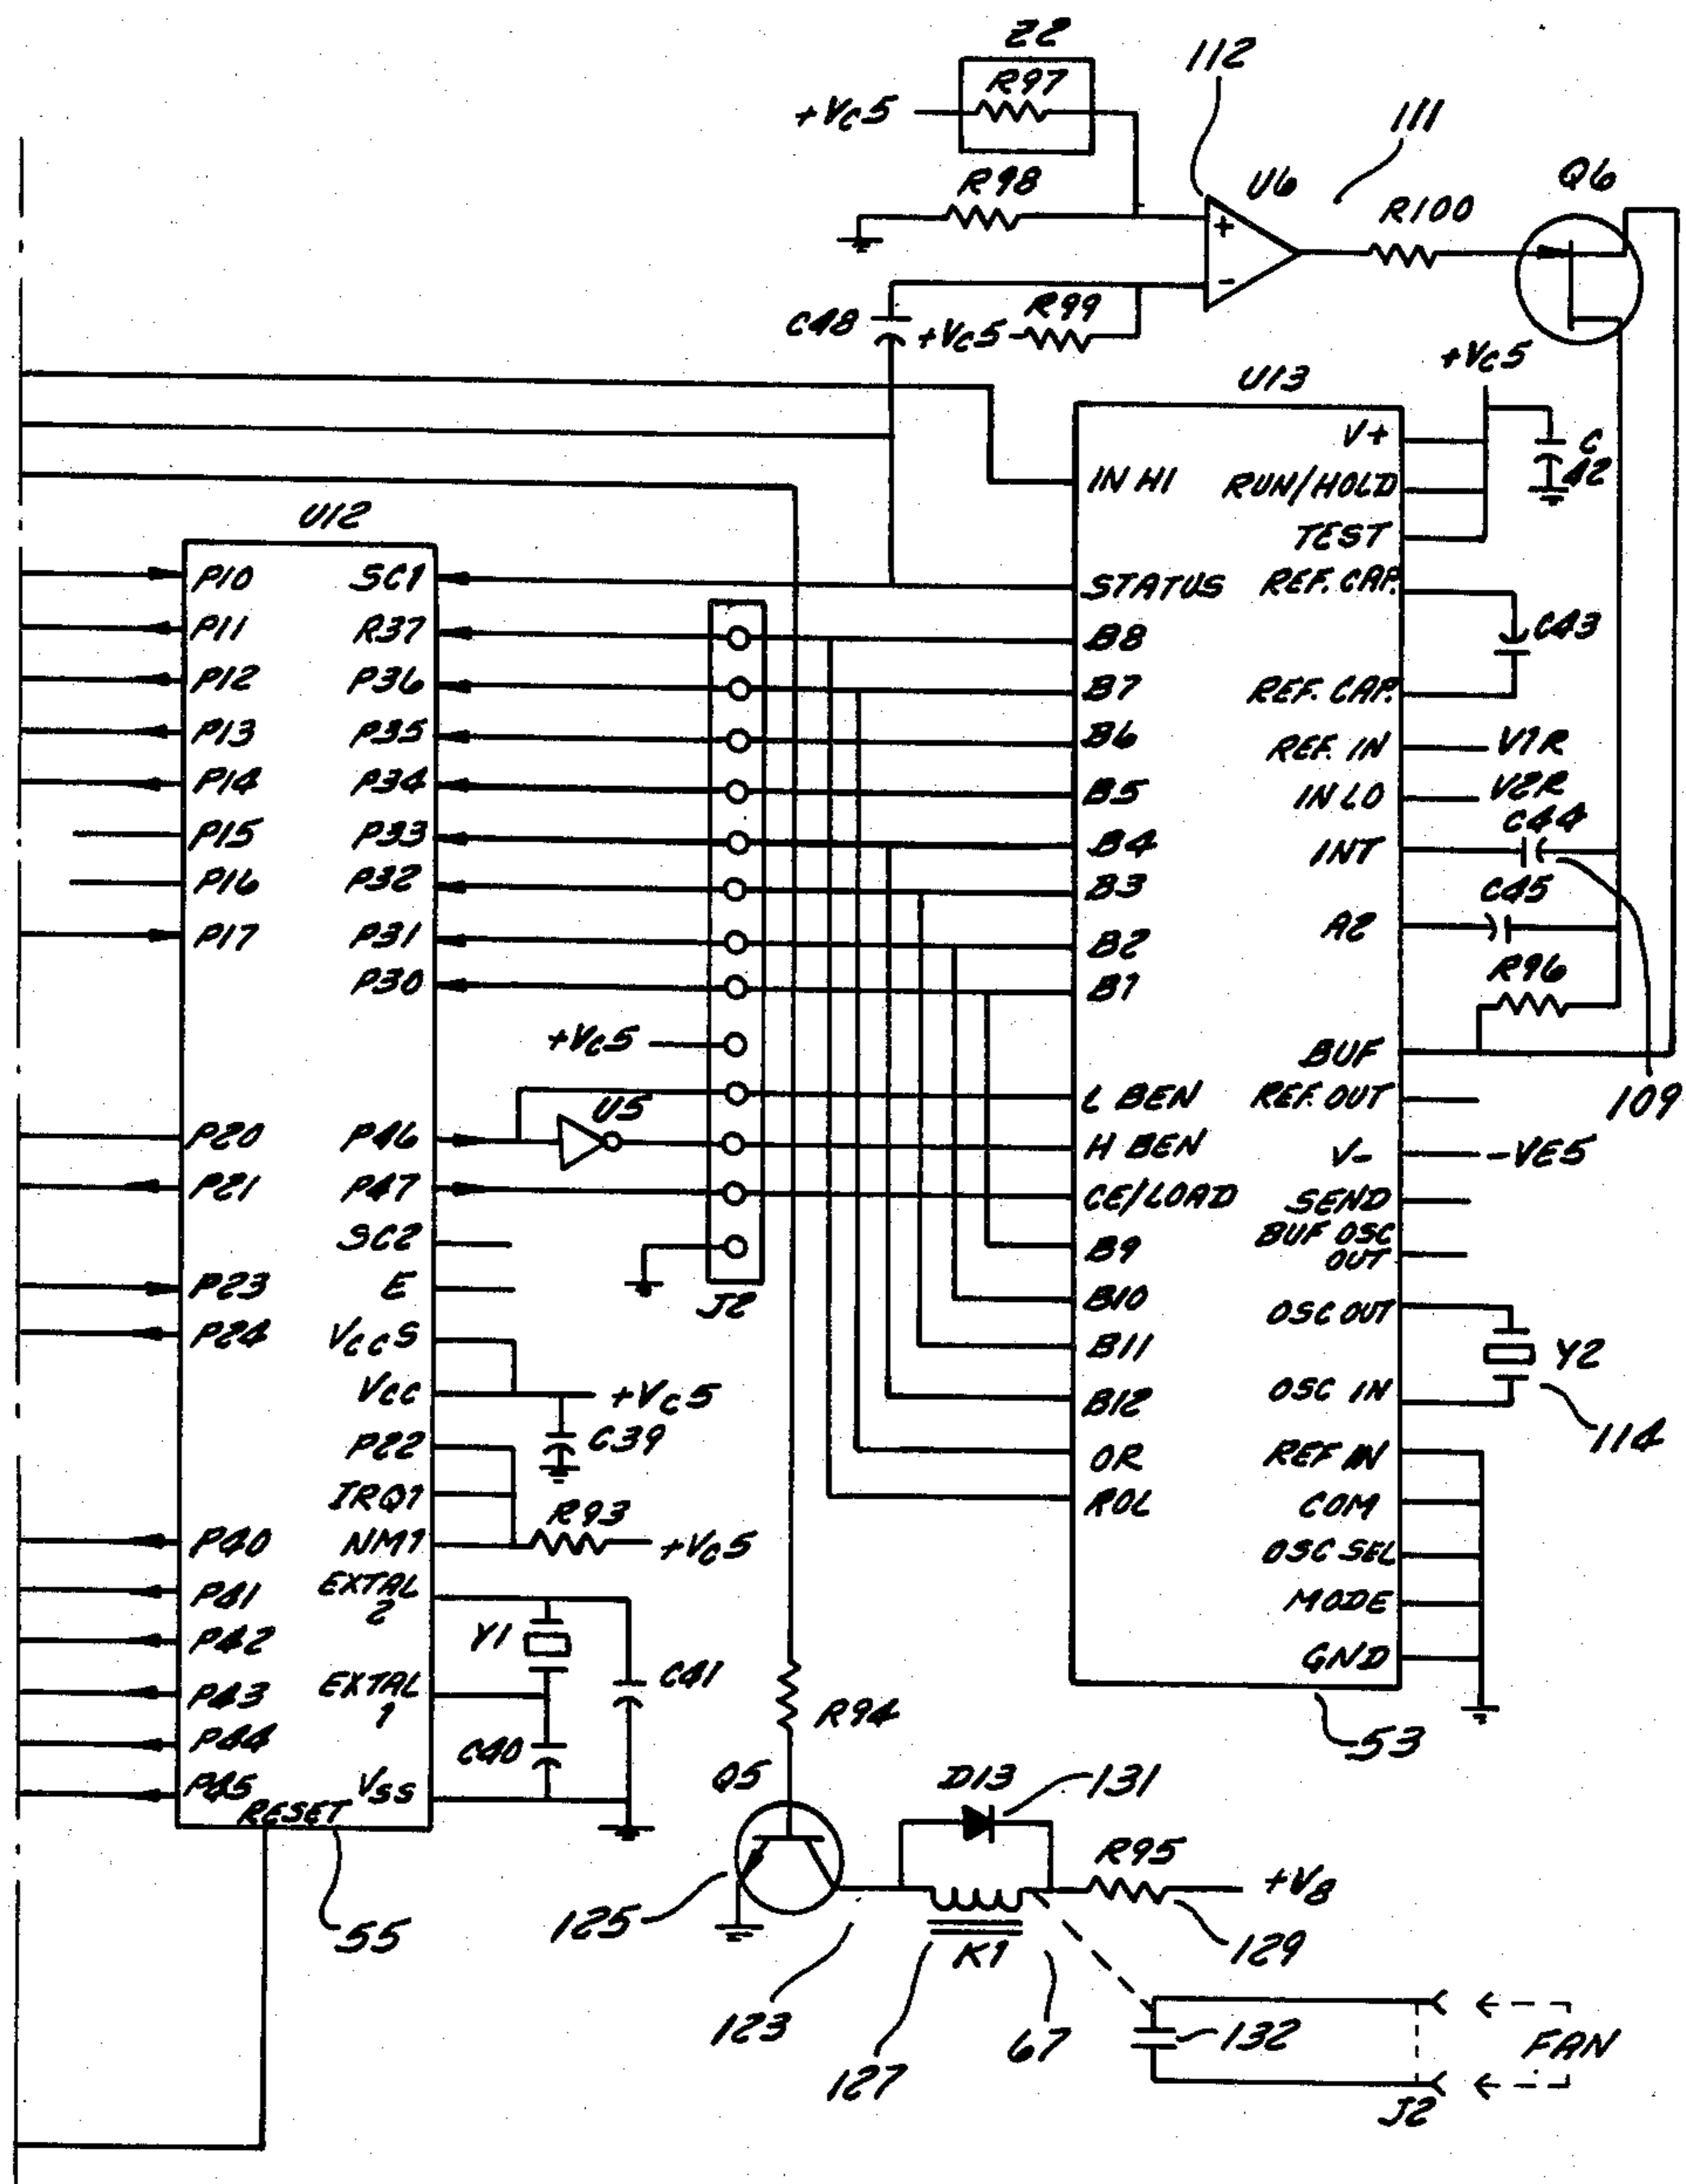 Z2
112
R97
+VC5
111
R98
U6
Q6
R100
+
-
C48
+VC5
R99
U13
+VC5
V+
C
42
IN HI
RUN/HOLD
U12
TEST
P10
SC1
STATUS
REF. CAP.
P11
R37
B8
C43
P12
P36
B7
REF. CAP.
P13
P35
B6
REF. IN
V1R
P14
P34
B5
IN LO
V2R
C44
P15
P33
B4
INT
P16
P32
B3
C45
P17
P31
B2
A2
R96
P30
B1
+VC5
BUF
U5
L BEN
REF. OUT
109
P20
P46
H BEN
V-
-VE5
P21
P47
CE/LOAD
SEND
SC2
B9
BUF OSC
OUT
P23
E
J2
B10
OSC OUT
P24
VCCS
B11
Y2
VCC
+VC5
B12
OSC IN
P22
C39
OR
REF IN
114
IRQ1
ROL
COM
R93
P40
NM1
+VC5
OSC SEL
P41
EXTAL
2
MODE
P42
Y1
GND
P43
EXTAL
1
C41
R94
P44
C40
53
P45
VSS
Q5
D13
131
RESET
R95
+VB
55
125
K1
129
123
127
67
132
FAN
J2